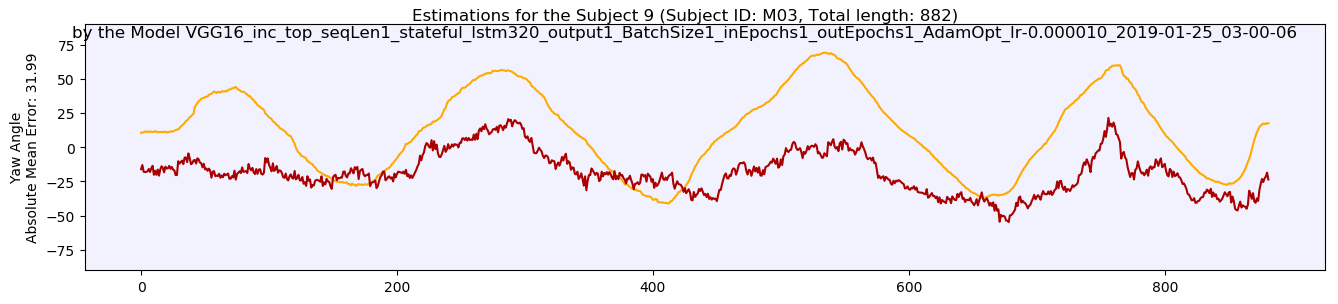 Estimations for the Subject 9 (Subject ID: M03, Total length: 882)
by the Model VGG16_inc_top_seqLen1_stateful_lstm320_output1_BatchSize1_inEpochs1_outEpochs1_AdamOpt_lr-0.000010_2019-01-25_03-00-06
Yaw Angle
Absolute Mean Error: 31.99
75
50
25
0
−25
−50
−75
0 200 400 600 800